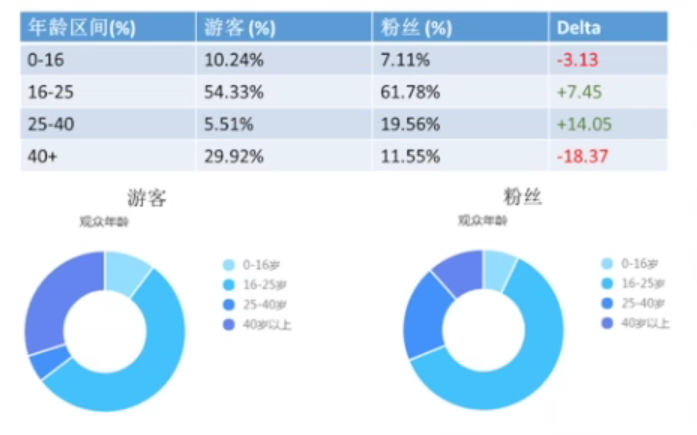 年龄区间(%) 游客 (%) 粉丝 (%) Delta
0-16 10.24% 7.11% -3.13
16-25 54.33% 61.78% +7.45
25-40 5.51% 19.56% +14.05
40+ 29.92% 11.55% -18.37
游客
观众年龄
0-16岁
16-25岁
25-40岁
40岁以上
粉丝
观众年龄
0-16岁
16-25岁
25-40岁
40岁以上